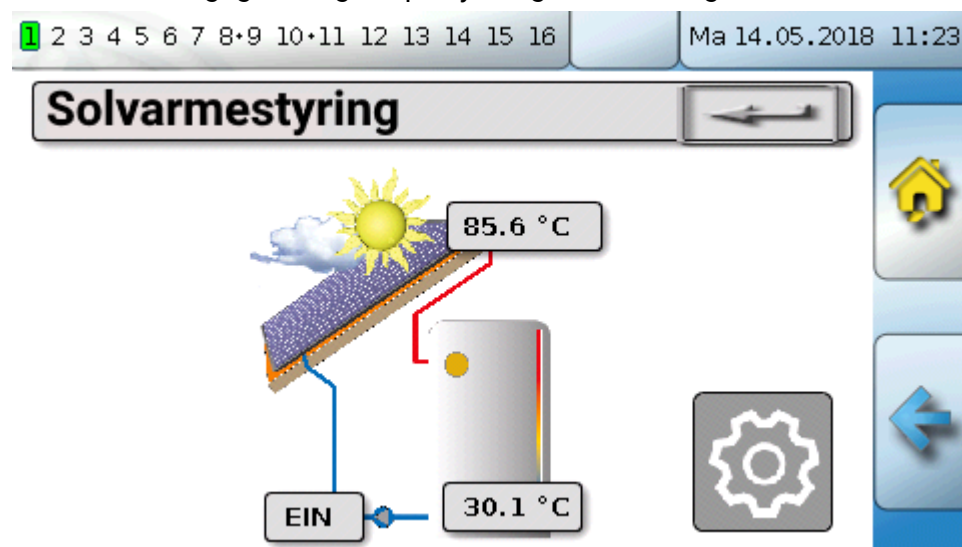 1 2 3 4 5 6 7 8•9 10•11 12 13 14 15 16 Ma 14.05.2018 11:23
Solvarmestyring
85.6 °C
EIN
30.1 °C